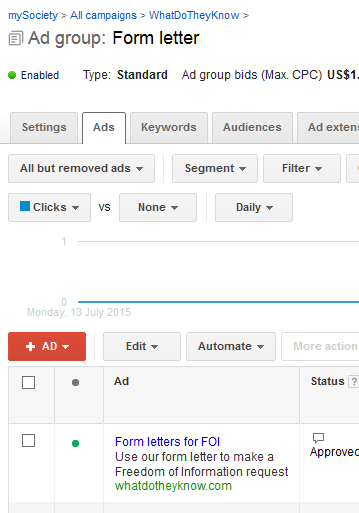 mySociety > All campaigns > WhatDoTheyKnow >
Ad group: Form letter
Enabled Type: Standard Ad group bids (Max. CPC) US$1.
Settings Ads Keywords Audiences Ad exten
All but removed ads Segment Filter
Clicks vs None Daily
1
0
Monday, 13 July 2015
+ AD Edit Automate More action
Ad Status ?
Form letters for FOI
Use our form letter to make a
Freedom of Information request
whatdotheyknow.com
Approved